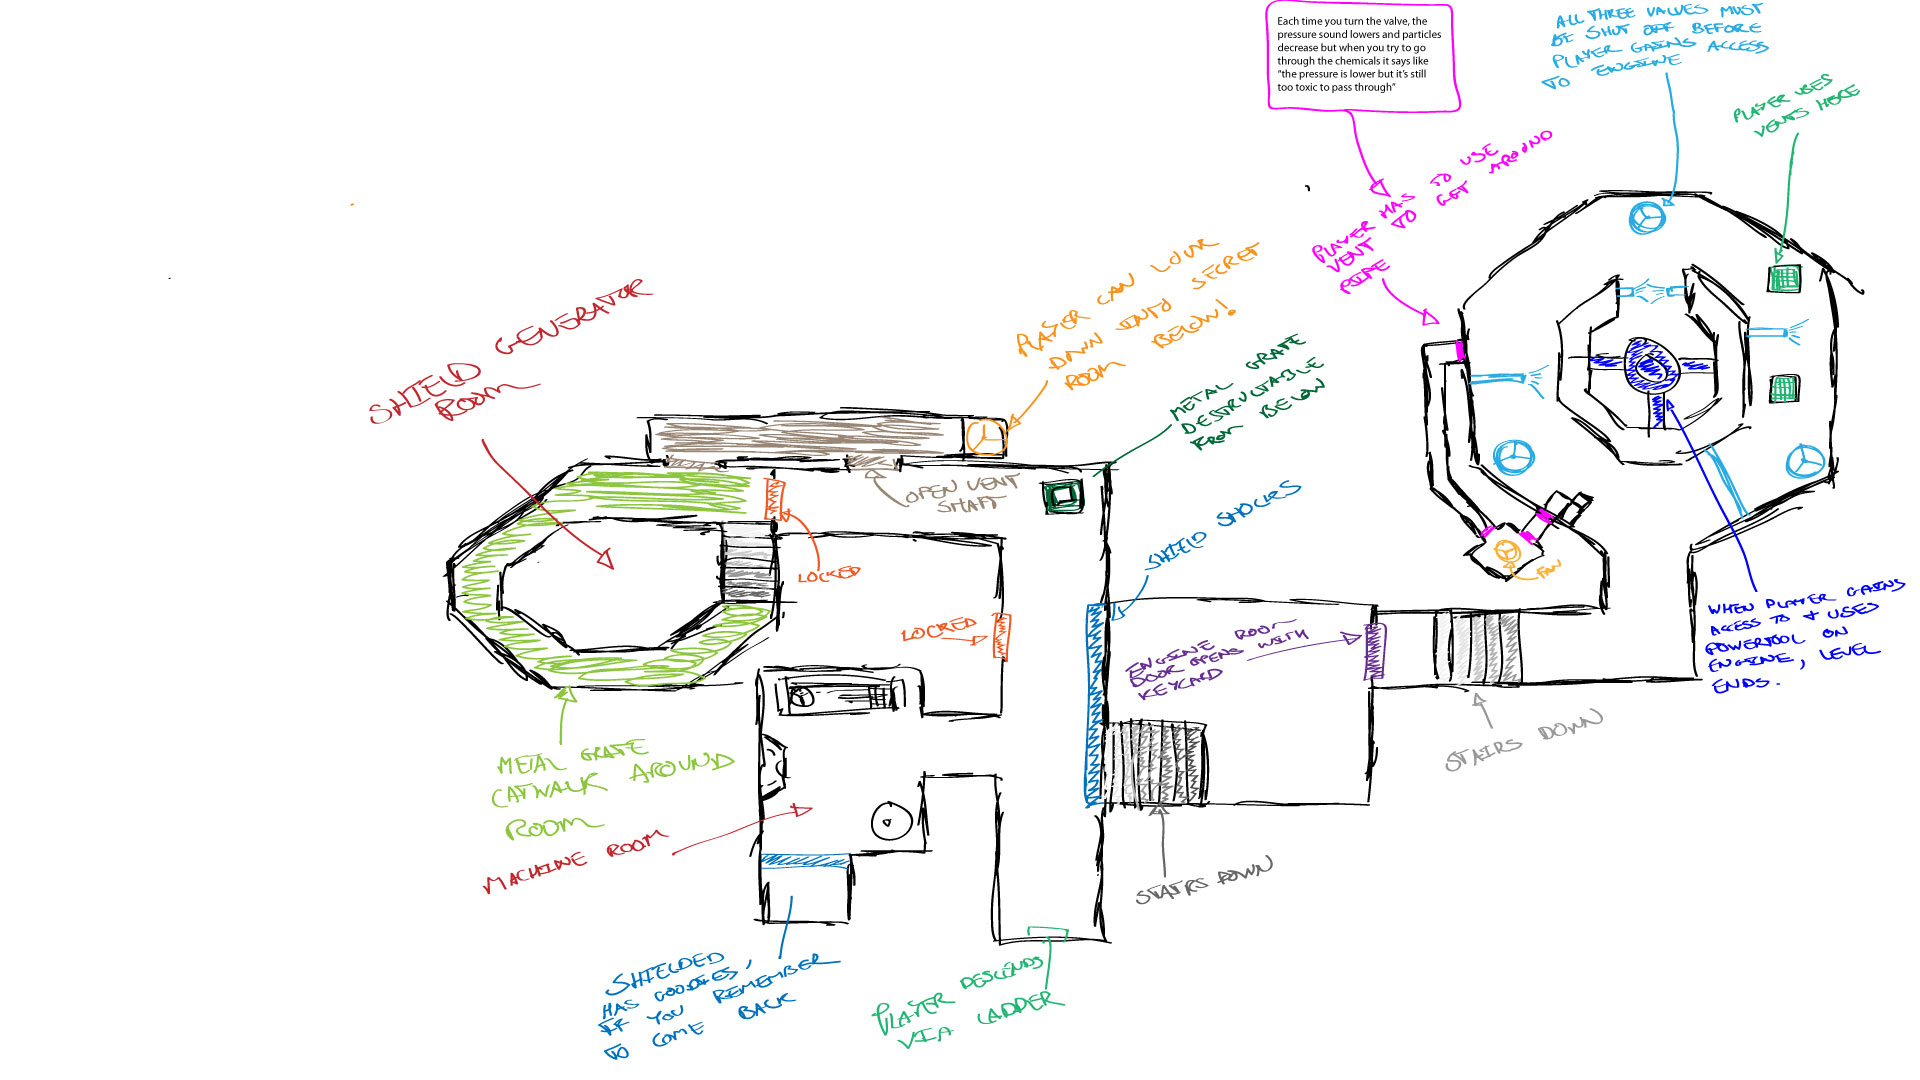 Each time you turn the valve, the
pressure sound lowers and particles
decrease but when you try to go
through the chemicals it says like
"the pressure is lower but it's still
too toxic to pass through"
ALL THREE VALVES MUST
BE SHUT OFF BEFORE
PLAYER GAINS ACCESS
TO ENGINE
PLAYER USES
VENTS HERE
PLAYER HAS TO USE
VENT TO GET AROUND
PIPE
PLAYER CAN LOOK
DOWN INTO SECRET
ROOM BELOW!
SHIELD GENERATOR
ROOM
METAL GRATE
DESTRUCTABLE
FROM BELOW
OPEN VENT
SHAFT
SHIELD SHOCKS
LOCKED
LOCKED
FAN
ENGINE ROOM
DOOR OPENS WITH
KEYCARD
WHEN PLAYER GAINS
ACCESS TO & USES
POWERTOOL ON
ENGINE, LEVEL
ENDS.
STAIRS DOWN
METAL GRATE
CATWALK AROUND
ROOM
MACHINE ROOM
STAIRS DOWN
SHIELDED
HAS GOODIES,
IF YOU REMEMBER
TO COME BACK
PLAYER DESCENDS
VIA LADDER